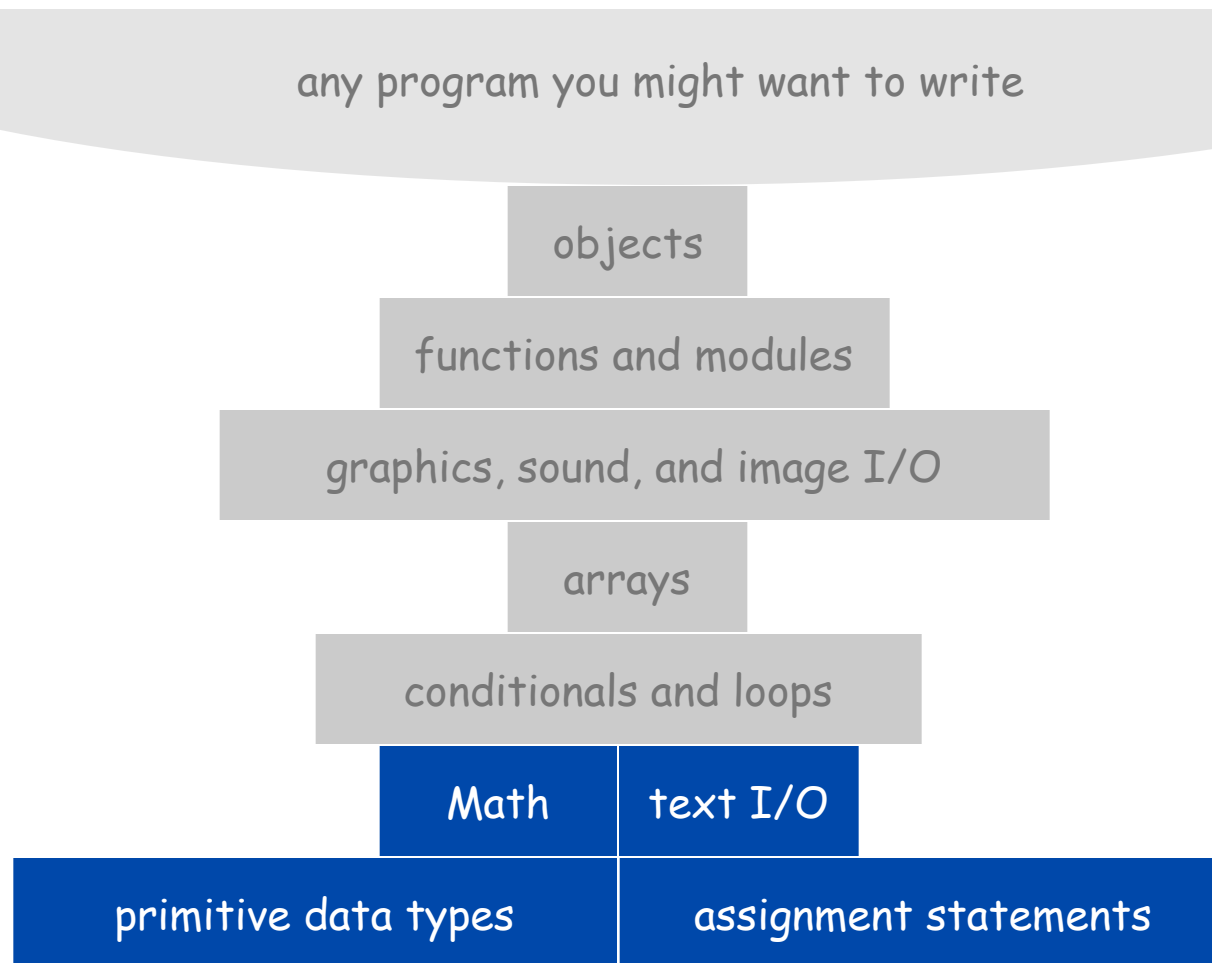 any program you might want to write
objects
functions and modules
graphics, sound, and image I/O
arrays
conditionals and loops
Math text I/O
primitive data types assignment statements